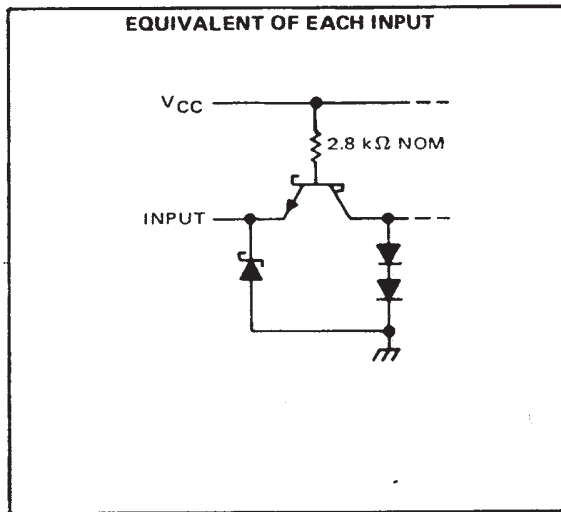 EQUIVALENT OF EACH INPUT
VCC
2.8 kΩ NOM
INPUT